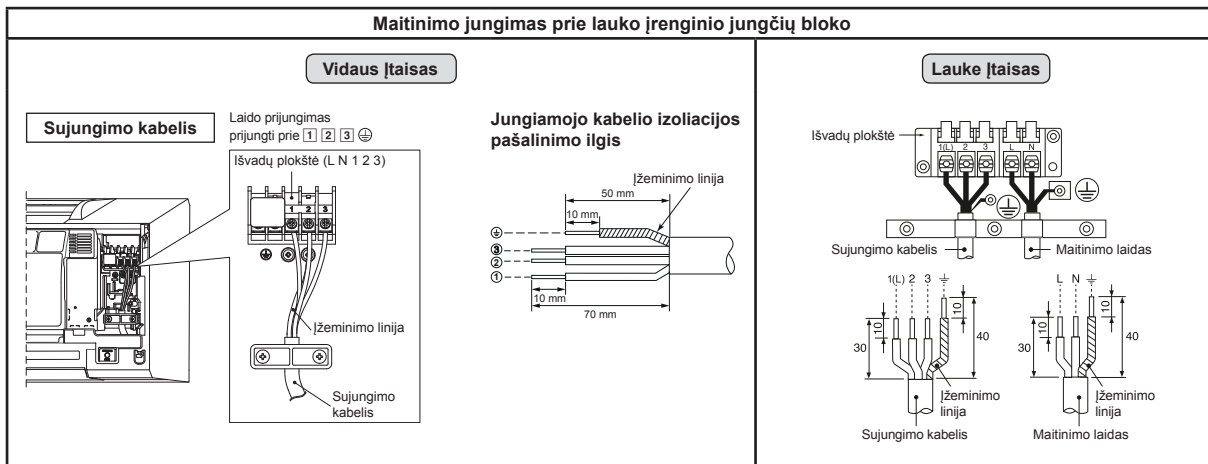 Maitinimo jungimas prie lauko įrenginio jungčių bloko
Vidaus Įtaisas
Sujungimo kabelis
Laido prijungimas
prijungti prie 1 2 3 ⏚
Išvadų plokštė (L N 1 2 3)
1 2 3
Įžeminimo linija
Sujungimo
kabelis
Jungiamojo kabelio izoliacijos
pašalinimo ilgis
Įžeminimo linija
50 mm
10 mm
⏚
③
②
①
10 mm
70 mm
Lauke Įtaisas
Išvadų plokštė
1(L) 2 3 L N
Sujungimo kabelis
Maitinimo laidas
1(L) 2 3 ⏚
10
10
30
40
Įžeminimo
linija
Sujungimo kabelis
L N ⏚
10
10
30
40
Įžeminimo
linija
Maitinimo laidas